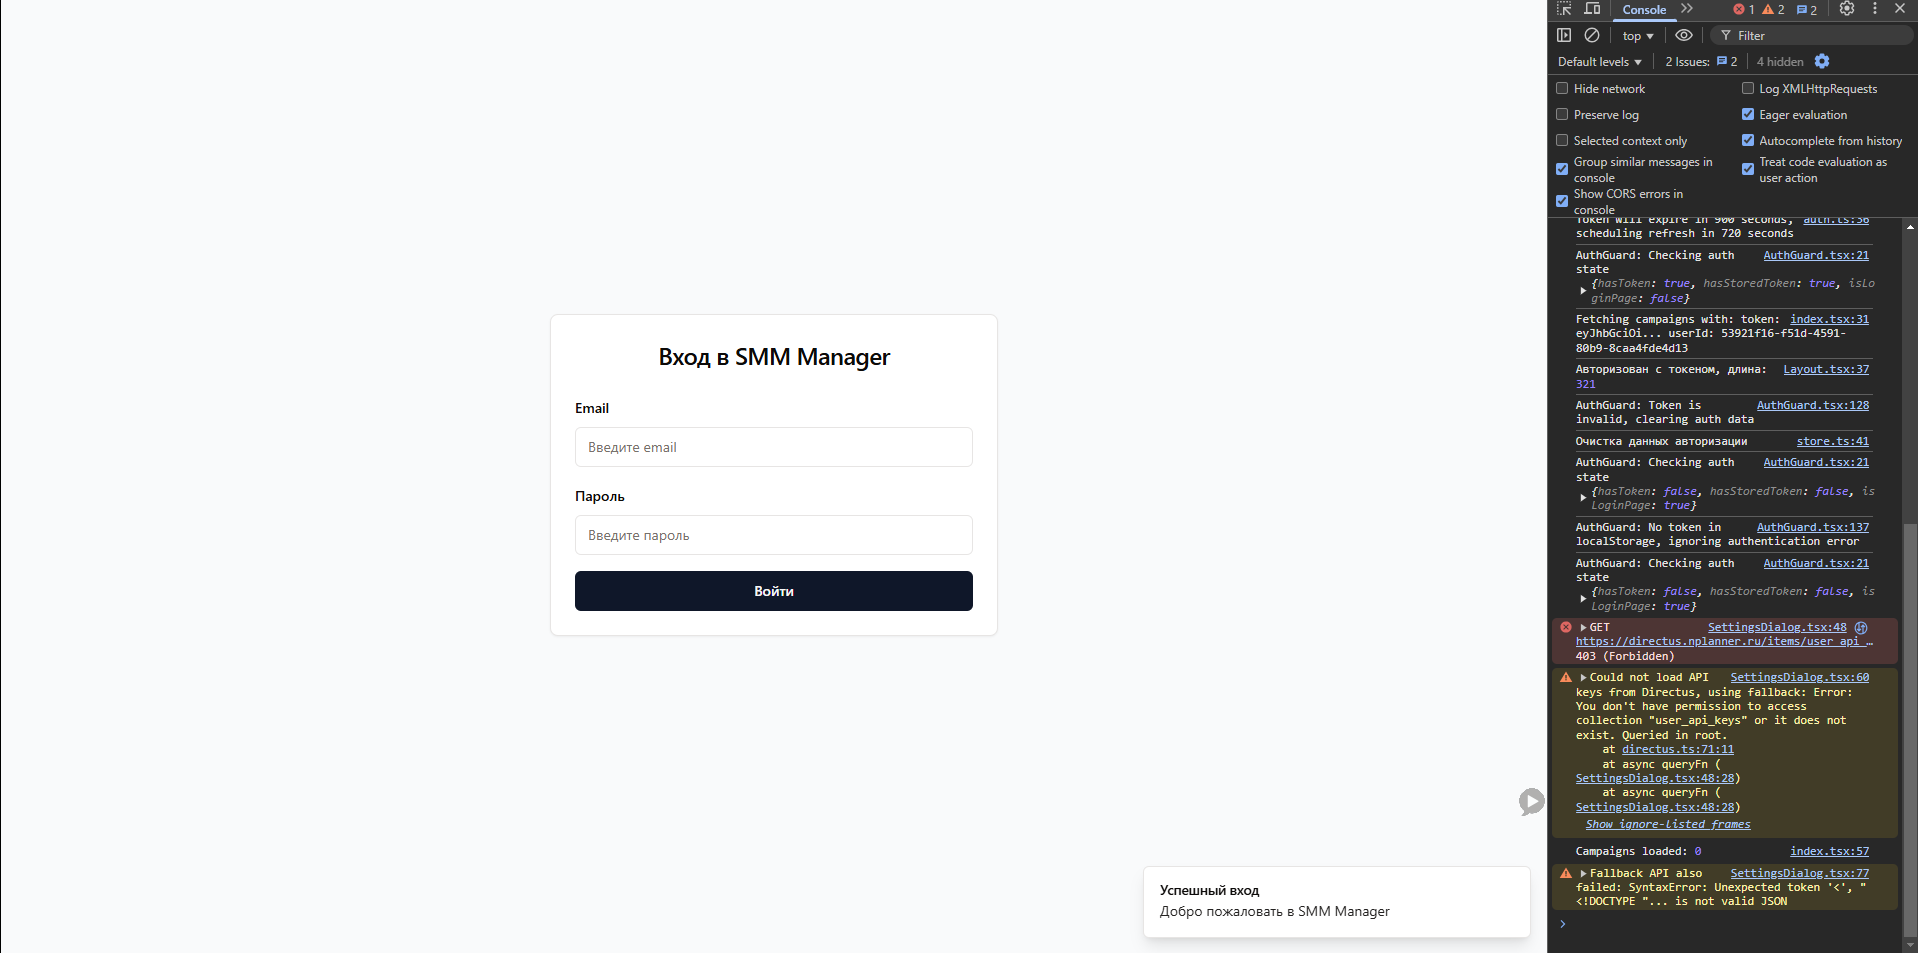 Вход в SMM Manager
Email
Введите email
Пароль
Введите пароль
Войти
Успешный вход
Добро пожаловать в SMM Manager
Console
1
2
2
top
Filter
Default levels
2 Issues:
2
4 hidden
Hide network
Log XMLHttpRequests
Preserve log
Eager evaluation
Selected context only
Autocomplete from history
Group similar messages in
console
Treat code evaluation as
user action
Show CORS errors in
console
Token will expire in 900 seconds, auth.ts:36
scheduling refresh in 720 seconds
AuthGuard: Checking auth AuthGuard.tsx:21
state
{hasToken: true, hasStoredToken: true, isLo
ginPage: false}
Fetching campaigns with: token: index.tsx:31
eyJhbGciOi... userId: 53921f16-f51d-4591-
80b9-8caa4fde4d13
Авторизован с токеном, длина: Layout.tsx:37
321
AuthGuard: Token is AuthGuard.tsx:128
invalid, clearing auth data
Очистка данных авторизации store.ts:41
AuthGuard: Checking auth AuthGuard.tsx:21
state
{hasToken: false, hasStoredToken: false, is
LoginPage: true}
AuthGuard: No token in AuthGuard.tsx:137
localStorage, ignoring authentication error
AuthGuard: Checking auth AuthGuard.tsx:21
state
{hasToken: false, hasStoredToken: false, is
LoginPage: true}
GET SettingsDialog.tsx:48
https://directus.nplanner.ru/items/user_api_…
403 (Forbidden)
Could not load API SettingsDialog.tsx:60
keys from Directus, using fallback: Error:
You don't have permission to access
collection "user_api_keys" or it does not
exist. Queried in root.
at directus.ts:71:11
at async queryFn (
SettingsDialog.tsx:48:28)
at async queryFn (
SettingsDialog.tsx:48:28)
Show ignore-listed frames
Campaigns loaded: 0 index.tsx:57
Fallback API also SettingsDialog.tsx:77
failed: SyntaxError: Unexpected token '<', "
<!DOCTYPE "... is not valid JSON